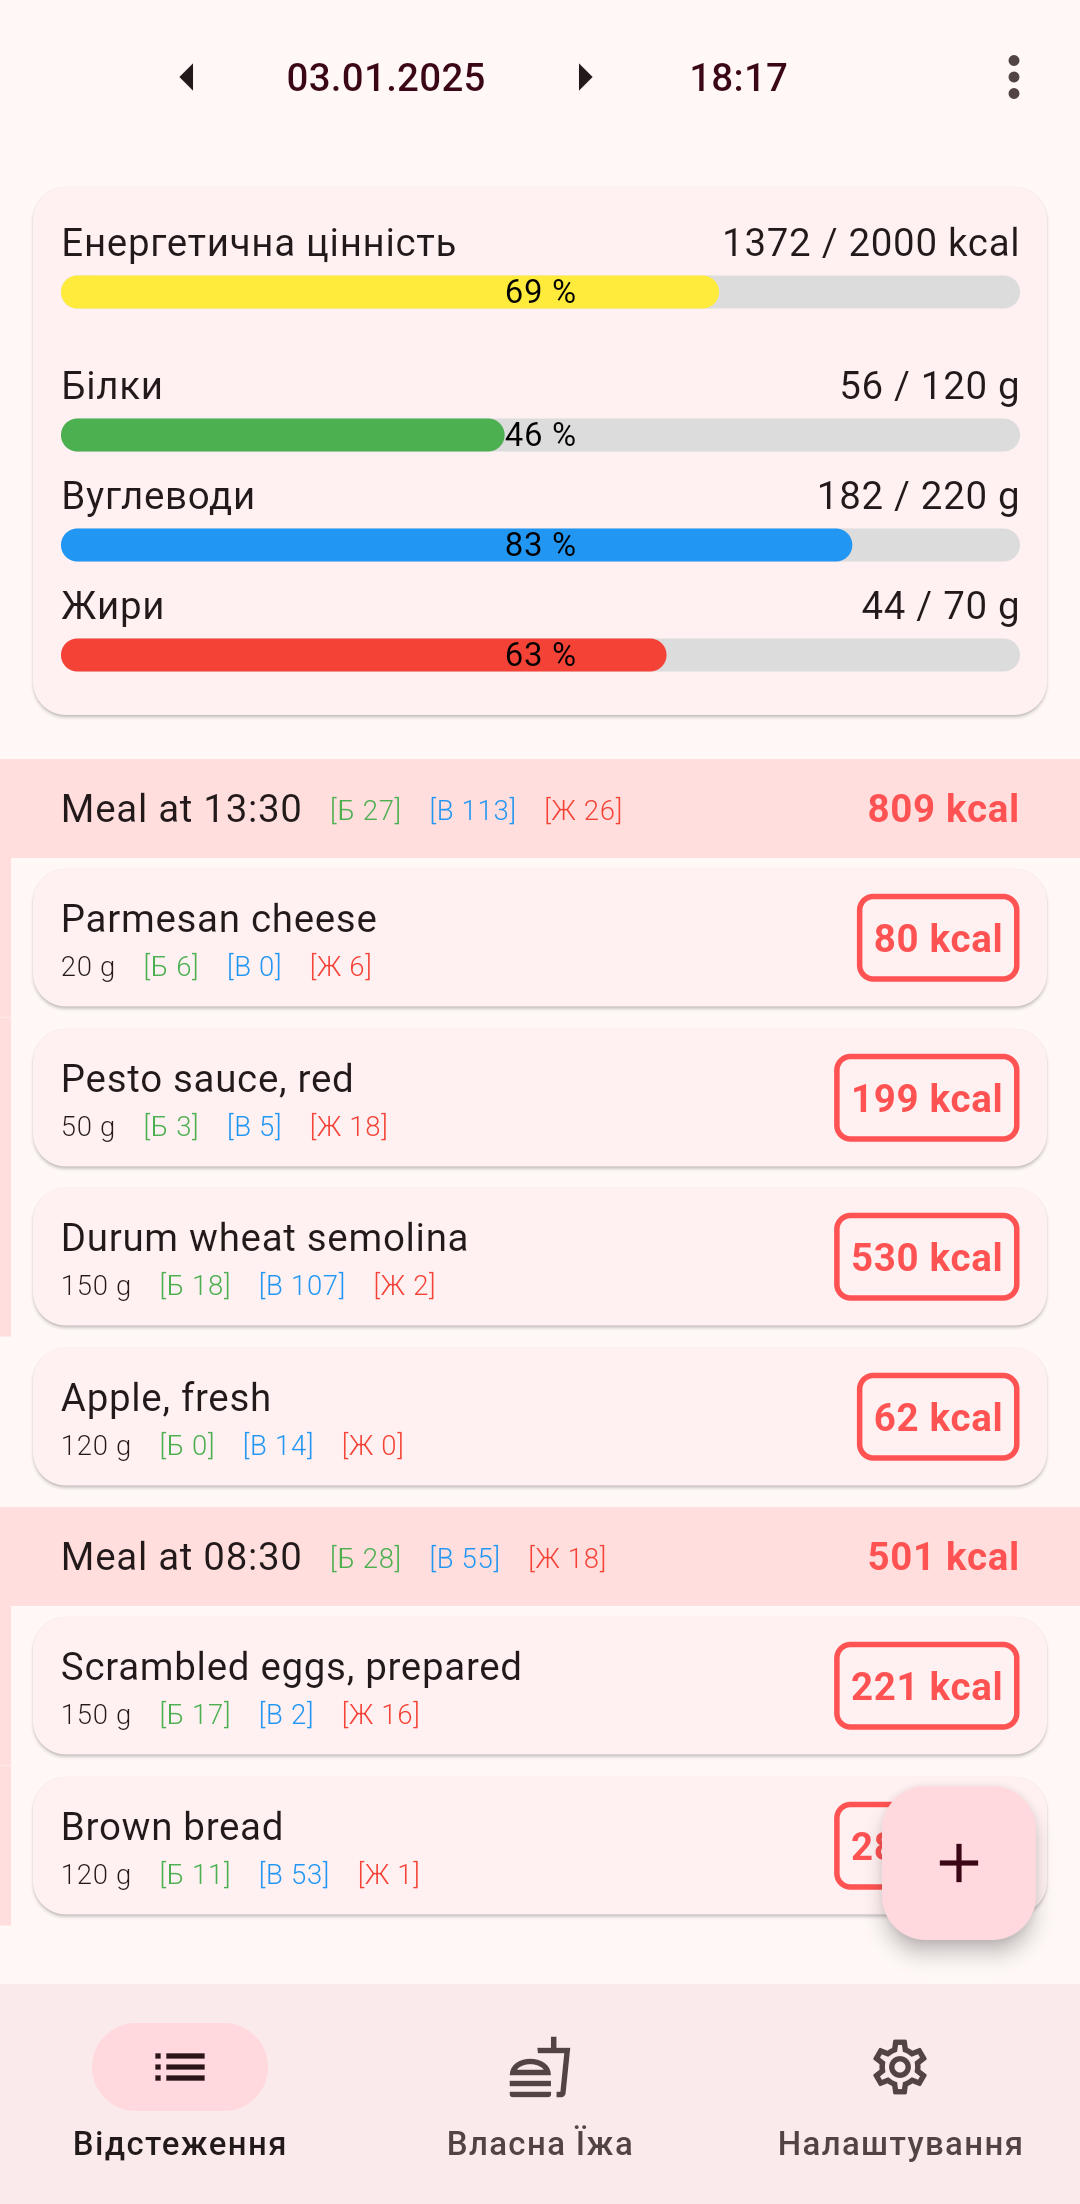 03.01.2025 18:17
Енергетична цінність 1372 / 2000 kcal
69 %
Білки 56 / 120 g
46 %
Вуглеводи 182 / 220 g
83 %
Жири 44 / 70 g
63 %
Meal at 13:30 [Б 27] [В 113] [Ж 26] 809 kcal
Parmesan cheese
80 kcal
20 g [Б 6] [В 0] [Ж 6]
Pesto sauce, red
199 kcal
50 g [Б 3] [В 5] [Ж 18]
Durum wheat semolina
530 kcal
150 g [Б 18] [В 107] [Ж 2]
Apple, fresh
62 kcal
120 g [Б 0] [В 14] [Ж 0]
Meal at 08:30 [Б 28] [В 55] [Ж 18] 501 kcal
Scrambled eggs, prepared
221 kcal
150 g [Б 17] [В 2] [Ж 16]
Brown bread
120 g [Б 11] [В 53] [Ж 1]
Відстеження Власна Їжа Налаштування